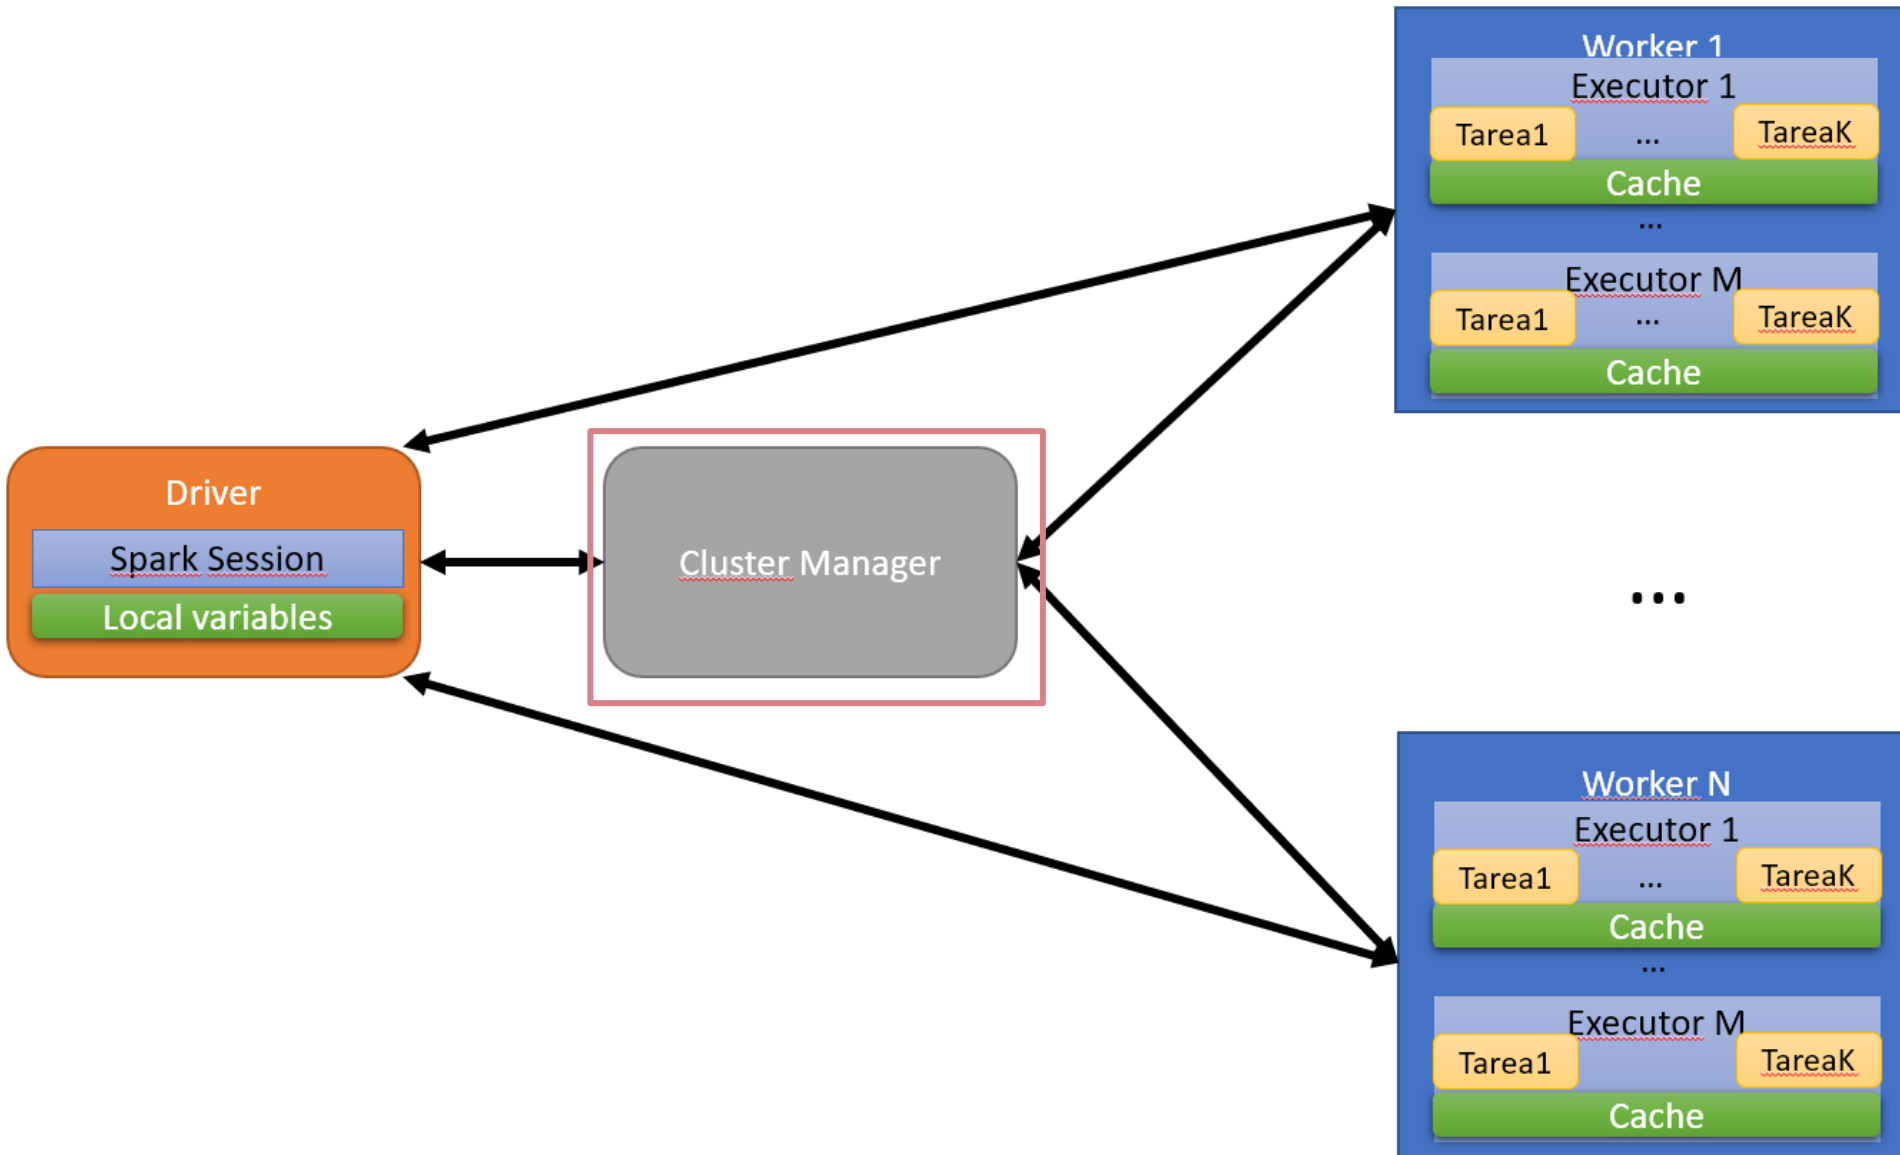 Driver
Spark Session
Local variables
Cluster Manager
Worker 1
Executor 1
Tarea1 ... TareaK
Cache
...
Executor M
Tarea1 ... TareaK
Cache
...
Worker N
Executor 1
Tarea1 ... TareaK
Cache
...
Executor M
Tarea1 TareaK
Cache